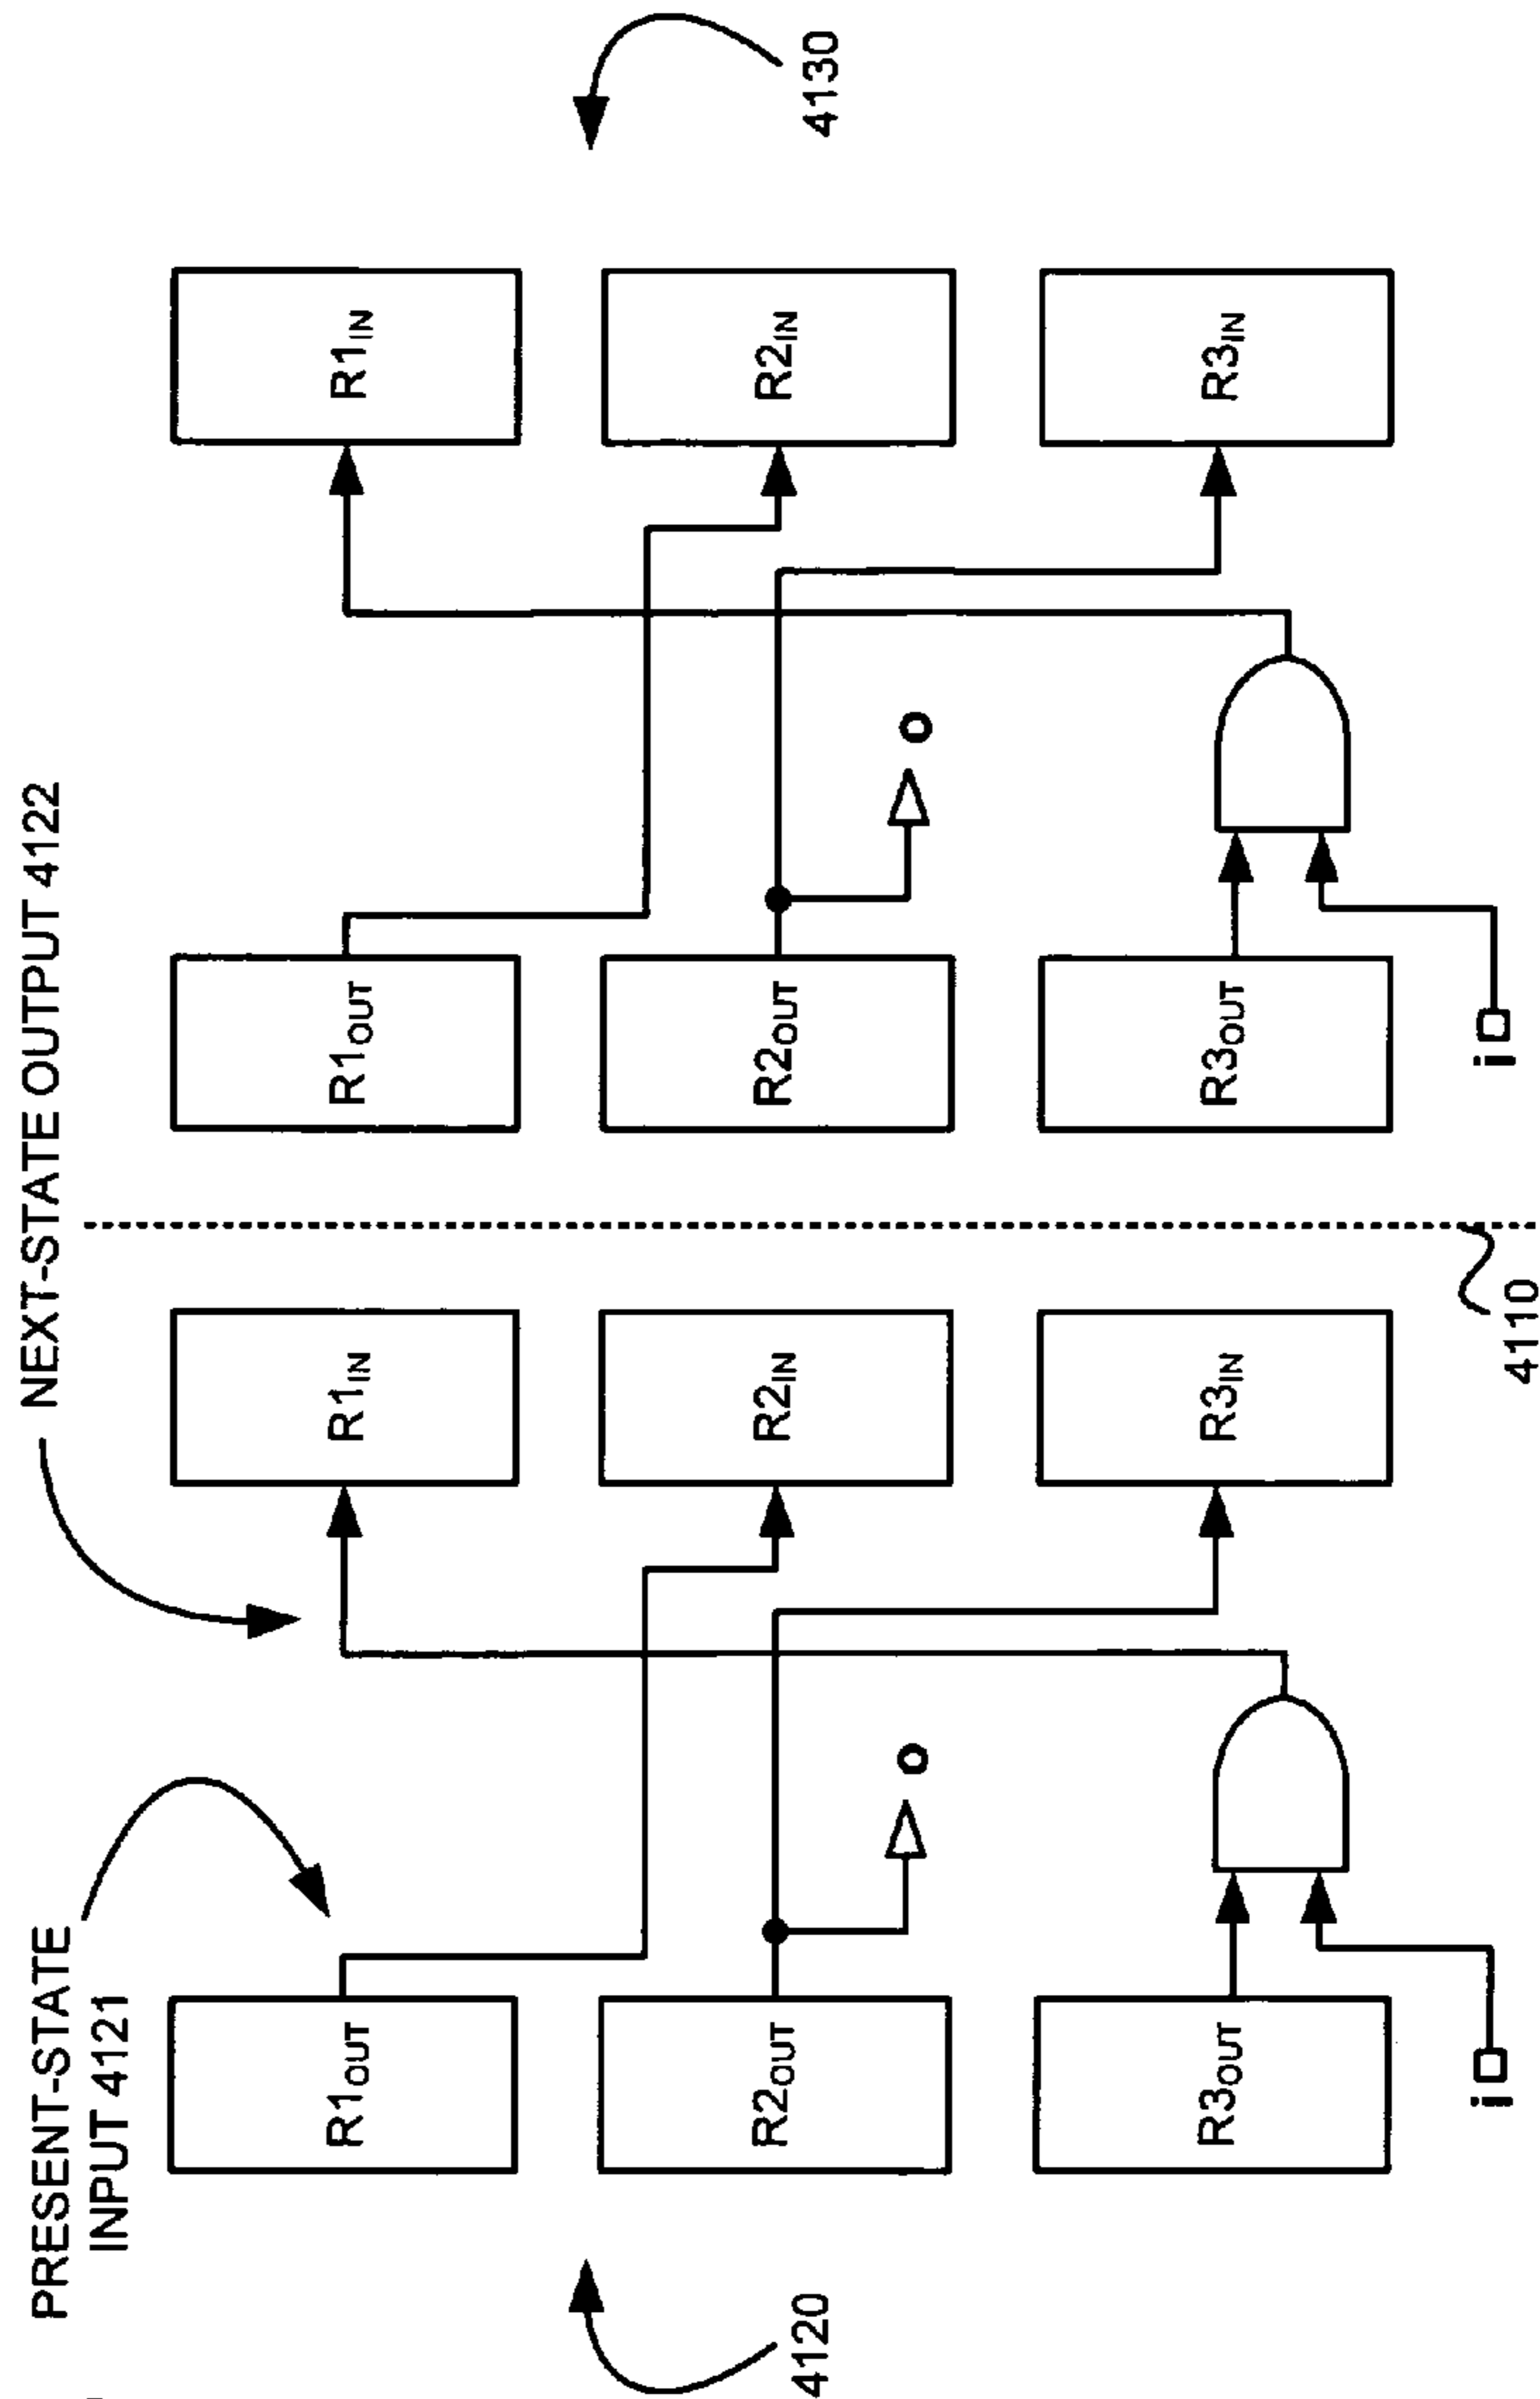 NEXT-STATE OUTPUT 4122
PRESENT-STATE
INPUT 4121
R1OUT
R1IN
R1OUT
R1IN
R2OUT
R2IN
R2OUT
R2IN
o
o
R3OUT
R3IN
R3OUT
R3IN
i
i
4120
4110
4130